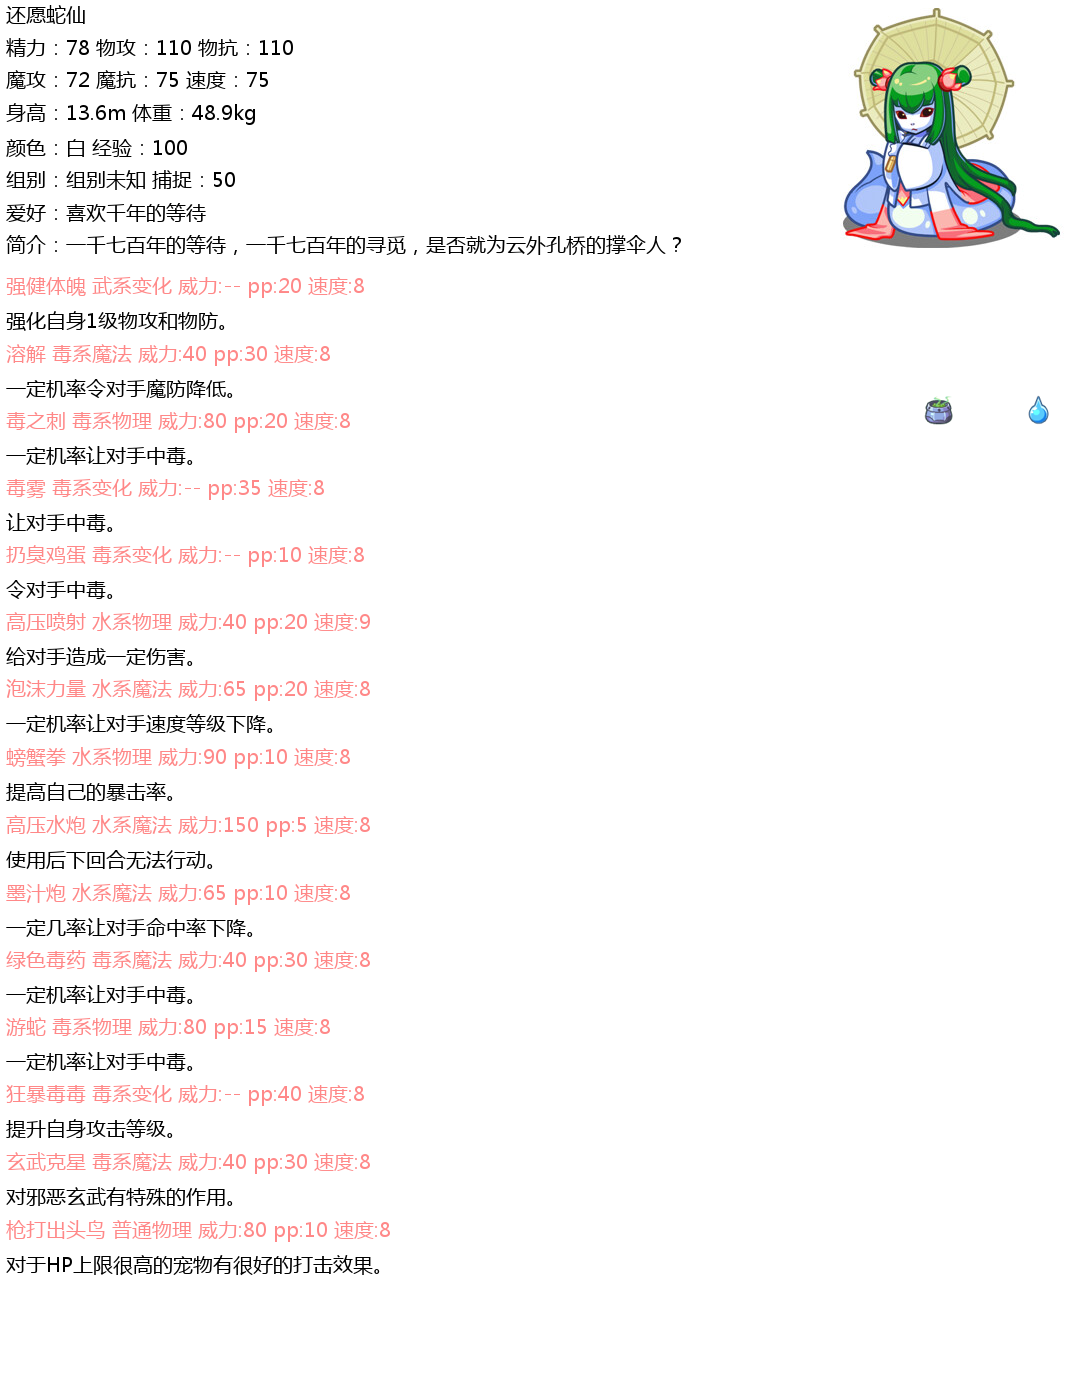 还愿蛇仙
精力：78 物攻：110 物抗：110
魔攻：72 魔抗：75 速度：75
身高：13.6m 体重：48.9kg
颜色：白 经验：100
组别：组别未知 捕捉：50
爱好：喜欢千年的等待
简介：一千七百年的等待，一千七百年的寻觅，是否就为云外孔桥的撑伞人？
强健体魄 武系变化 威力:-- pp:20 速度:8
强化自身1级物攻和物防。
溶解 毒系魔法 威力:40 pp:30 速度:8
一定机率令对手魔防降低。
毒之刺 毒系物理 威力:80 pp:20 速度:8
一定机率让对手中毒。
毒雾 毒系变化 威力:-- pp:35 速度:8
让对手中毒。
扔臭鸡蛋 毒系变化 威力:-- pp:10 速度:8
令对手中毒。
高压喷射 水系物理 威力:40 pp:20 速度:9
给对手造成一定伤害。
泡沫力量 水系魔法 威力:65 pp:20 速度:8
一定机率让对手速度等级下降。
螃蟹拳 水系物理 威力:90 pp:10 速度:8
提高自己的暴击率。
高压水炮 水系魔法 威力:150 pp:5 速度:8
使用后下回合无法行动。
墨汁炮 水系魔法 威力:65 pp:10 速度:8
一定几率让对手命中率下降。
绿色毒药 毒系魔法 威力:40 pp:30 速度:8
一定机率让对手中毒。
游蛇 毒系物理 威力:80 pp:15 速度:8
一定机率让对手中毒。
狂暴毒毒 毒系变化 威力:-- pp:40 速度:8
提升自身攻击等级。
玄武克星 毒系魔法 威力:40 pp:30 速度:8
对邪恶玄武有特殊的作用。
枪打出头鸟 普通物理 威力:80 pp:10 速度:8
对于HP上限很高的宠物有很好的打击效果。